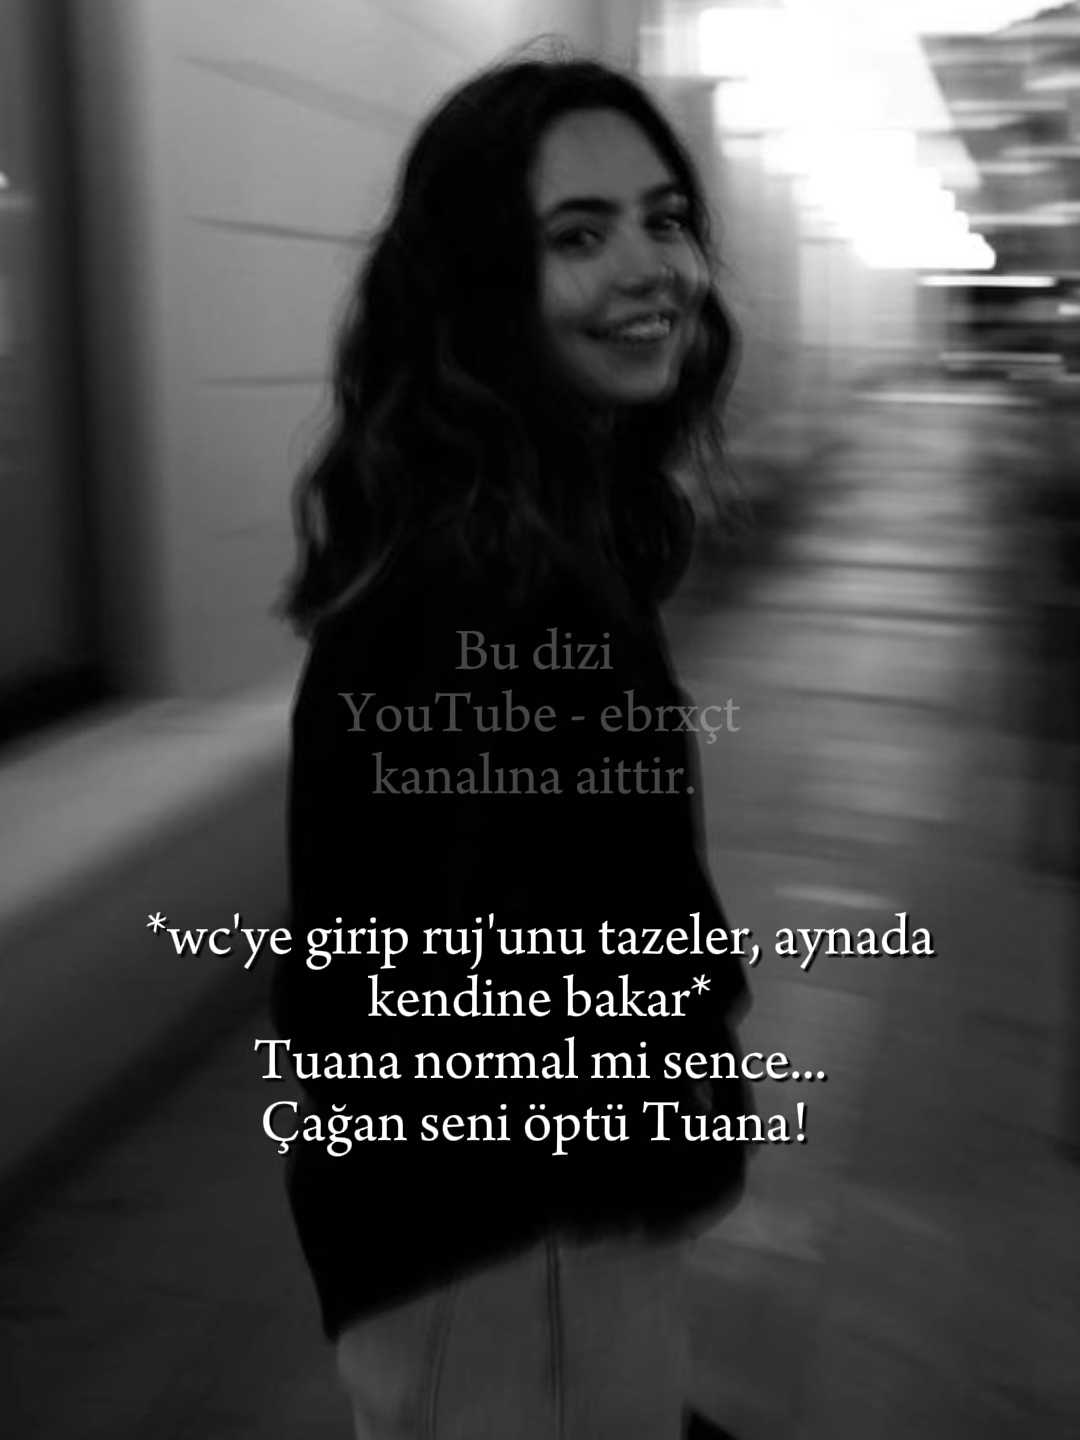 Bu dizi
YouTube - ebrxçt
kanalına aittir.
*wc'ye girip ruj'unu tazeler, aynada
kendine bakar*
Tuana normal mi sence...
Çağan seni öptü Tuana!